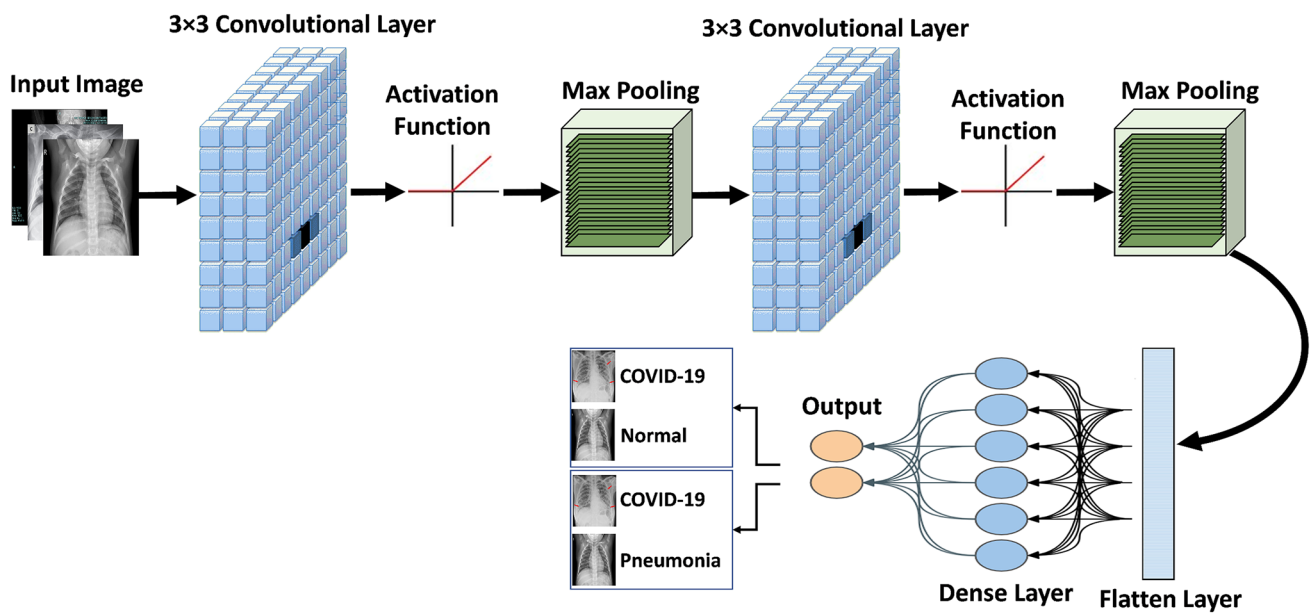 3×3 Convolutional Layer
3×3 Convolutional Layer
Input Image
Activation
Function
Max Pooling
Activation
Function
Max Pooling
R
COVID-19
Normal
COVID-19
Pneumonia
Output
Dense Layer
Flatten Layer